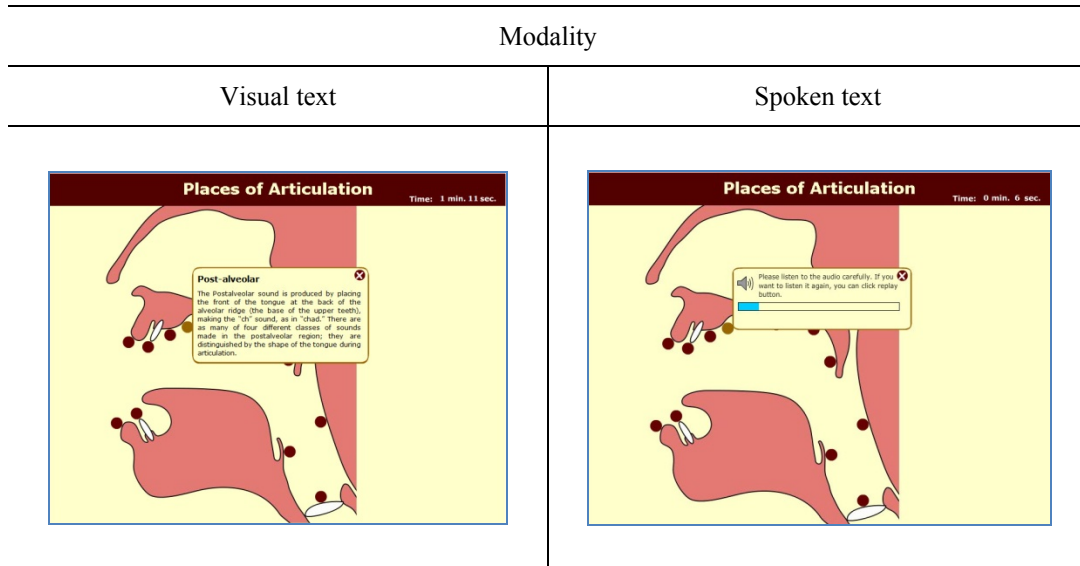 Modality
Visual text
Spoken text
Places of Articulation
Time: 1 min. 11 sec.
Post-alveolar
The Postalveolar sound is produced by placing
the front of the tongue at the back of the
alveolar ridge (the base of the upper teeth),
making the "ch" sound, as in "chad." There are
as many of four different classes of sounds
made in the postalveolar region; they are
distinguished by the shape of the tongue during
articulation.
Places of Articulation
Time: 0 min. 6 sec.
Please listen to the audio carefully. If you
want to listen it again, you can click replay
button.